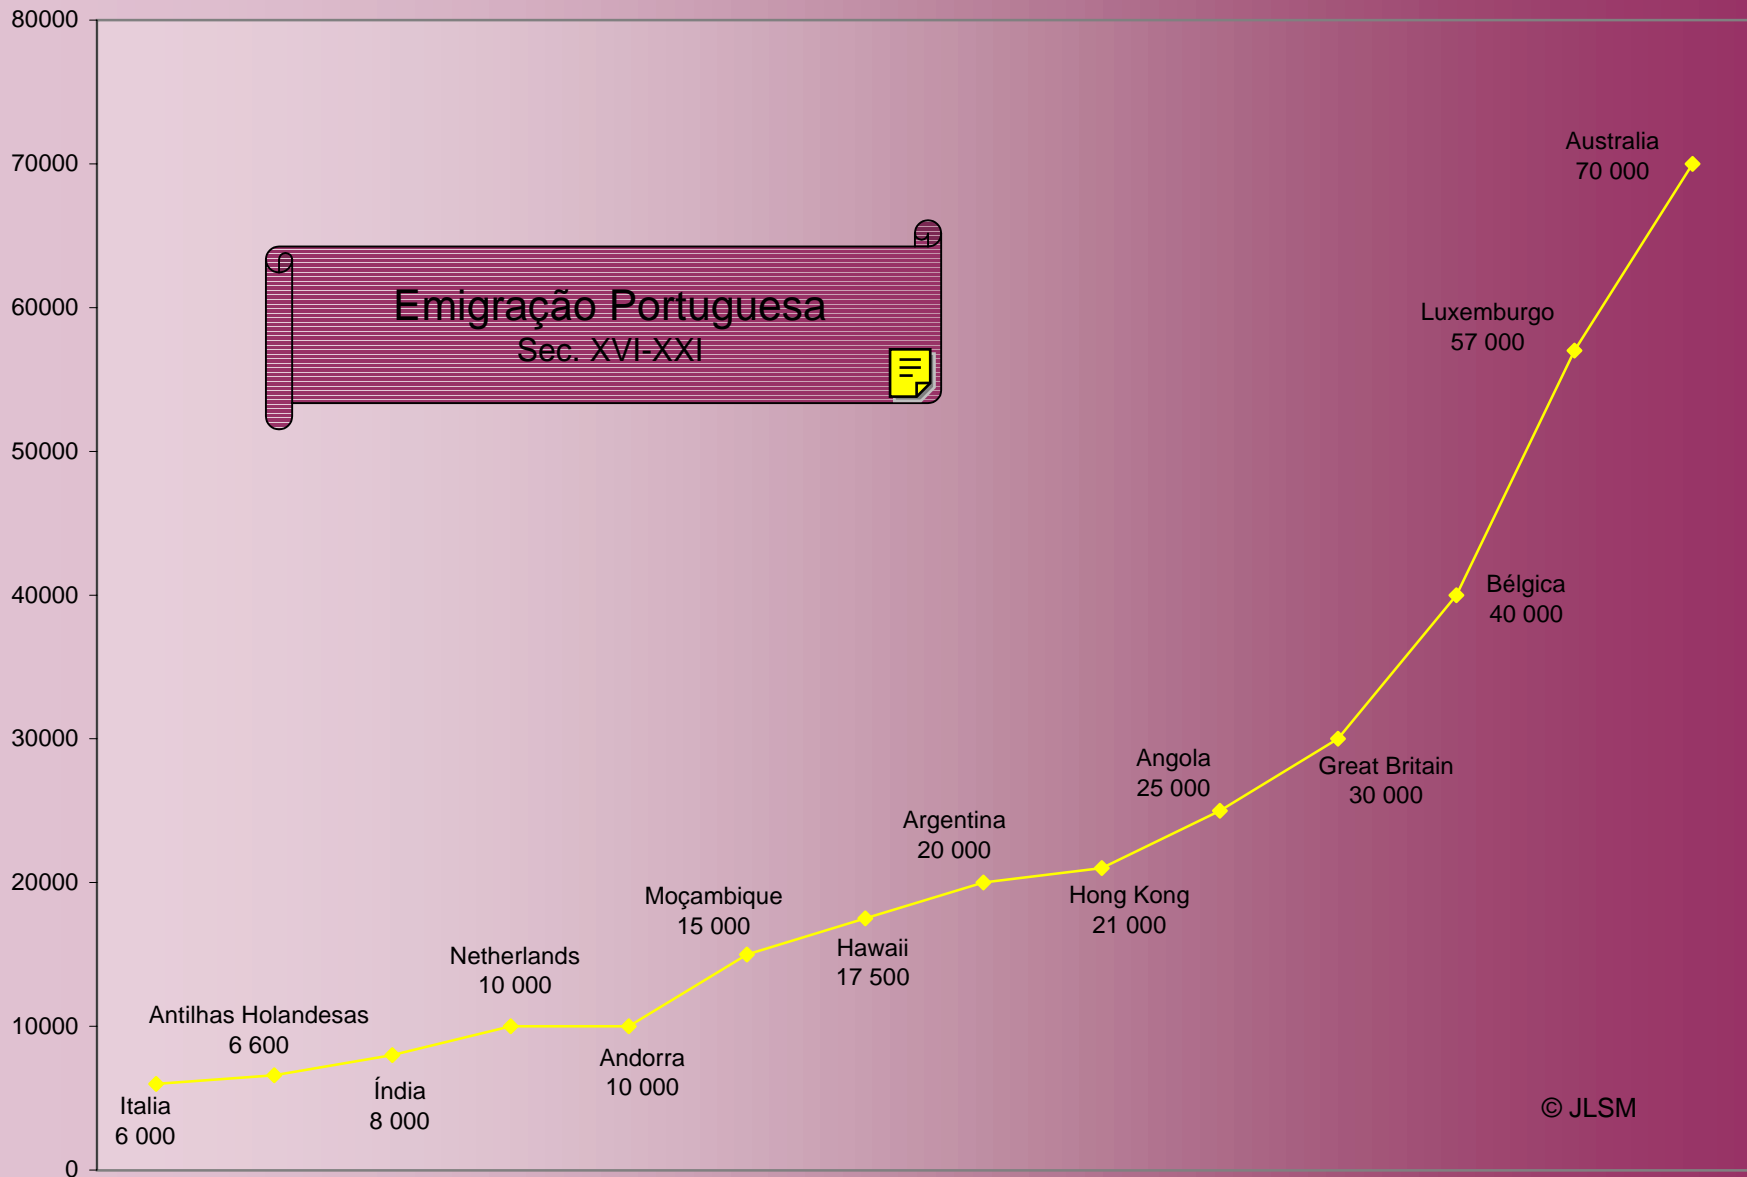 80000
70000
60000
50000
40000
30000
20000
10000
0
Emigração Portuguesa
Sec. XVI-XXI
Italia
6 000
Antilhas Holandesas
6 600
Índia
8 000
Netherlands
10 000
Andorra
10 000
Moçambique
15 000
Hawaii
17 500
Argentina
20 000
Hong Kong
21 000
Angola
25 000
Great Britain
30 000
Bélgica
40 000
Luxemburgo
57 000
Australia
70 000
© JLSM